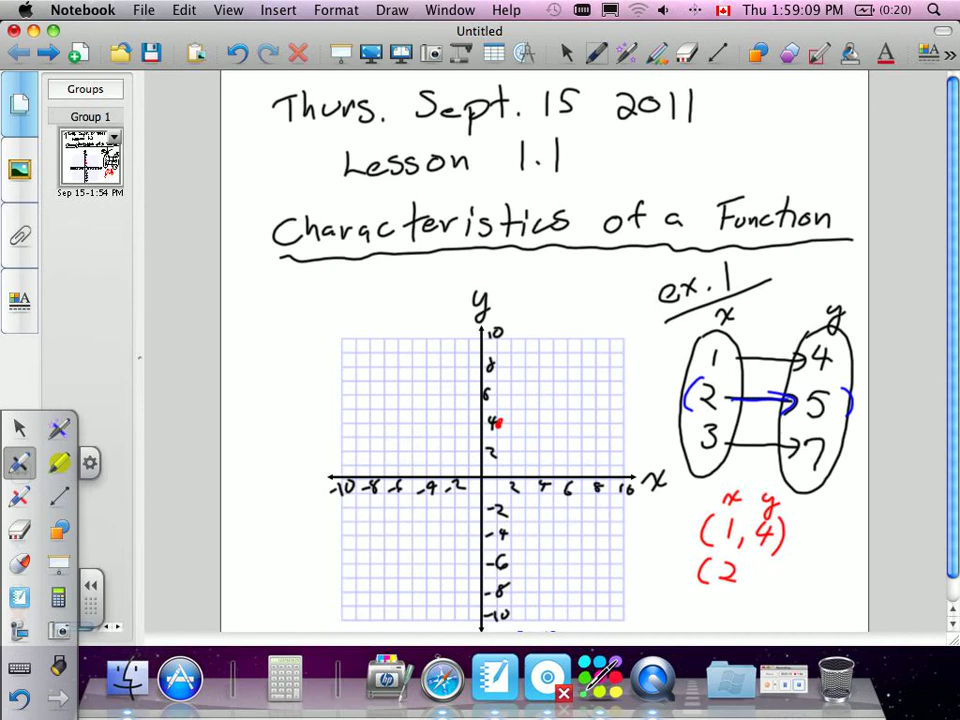 Notebook File Edit View Insert Format Draw Window Help Thu 1:59:09 PM (0:20)
Untitled
Groups
Group 1
Sep 15-1:54 PM
Thurs. Sept. 15 2011
Lesson 1.1
Characteristics of a Function
ex. 1
y
x y
10
8
6
4
2
-10 -8 -6 -4 -2 2 4 6 8 10 x
-2
-4
-6
-8
-10
1 4
(2 5)
3 7
x y
(1, 4)
(2